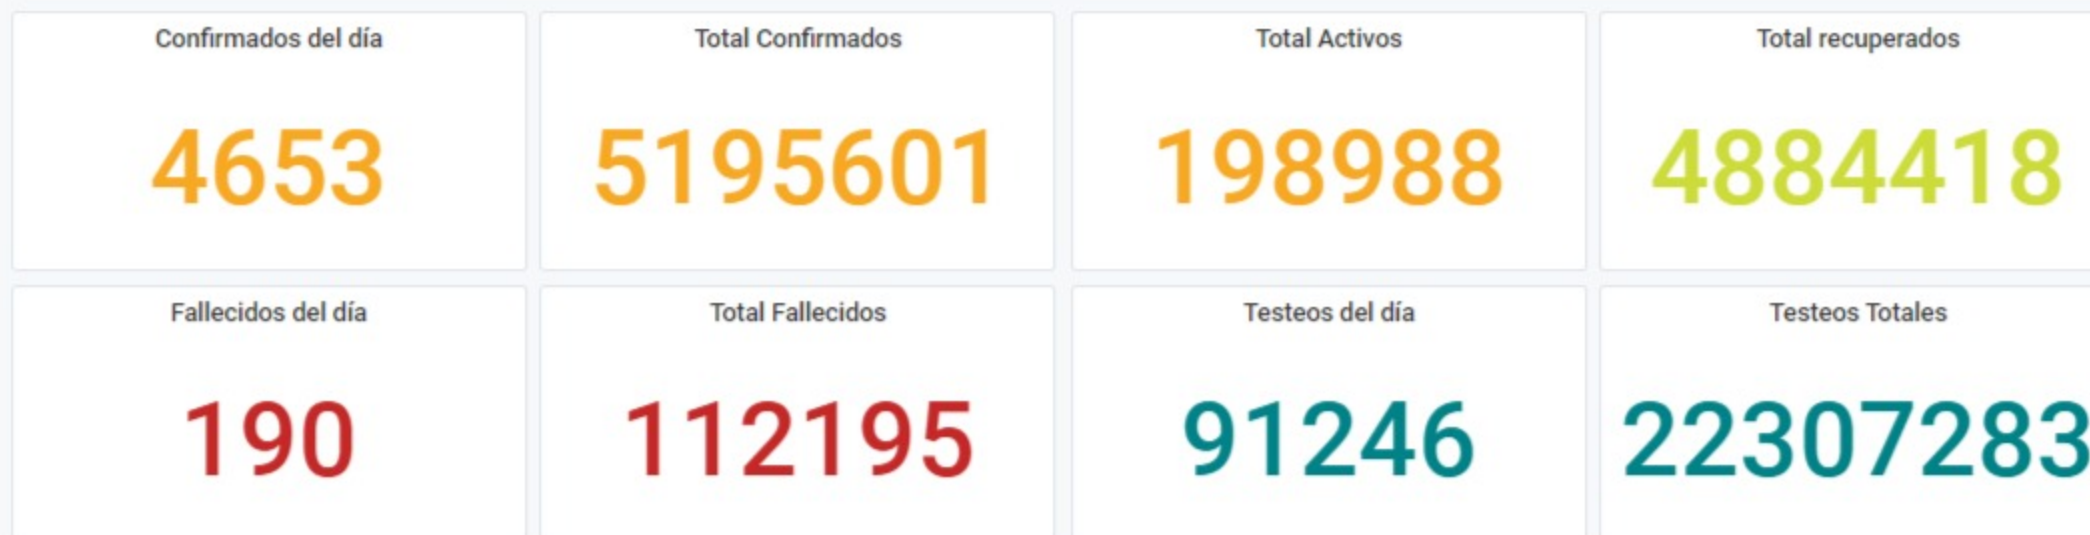 Confirmados del día
4653
Total Confirmados
5195601
Total Activos
198988
Total recuperados
4884418
Fallecidos del día
190
Total Fallecidos
112195
Testeos del día
91246
Testeos Totales
22307283